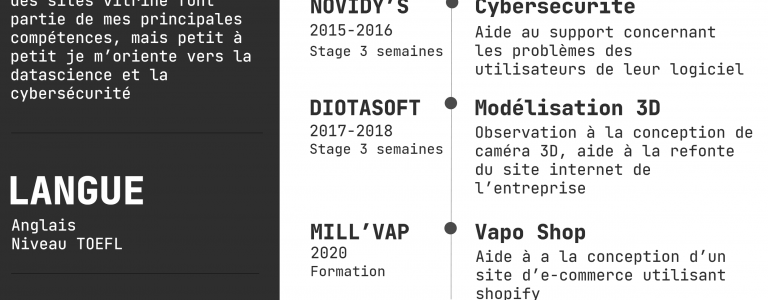 des sites vitrine font
partie de mes principales
compétences, mais petit à
petit je m’oriente vers la
datascience et la
cybersécurité
LANGUE
Anglais
Niveau TOEFL
NOVIDY’S
2015-2016
Stage 3 semaines
Cybersécurité
Aide au support concernant
les problèmes des
utilisateurs de leur logiciel
DIOTASOFT
2017-2018
Stage 3 semaines
Modélisation 3D
Observation à la conception de
caméra 3D, aide à la refonte
du site internet de
l’entreprise
MILL’VAP
2020
Formation
Vapo Shop
Aide à a la conception d’un
site d’e-commerce utilisant
shopify